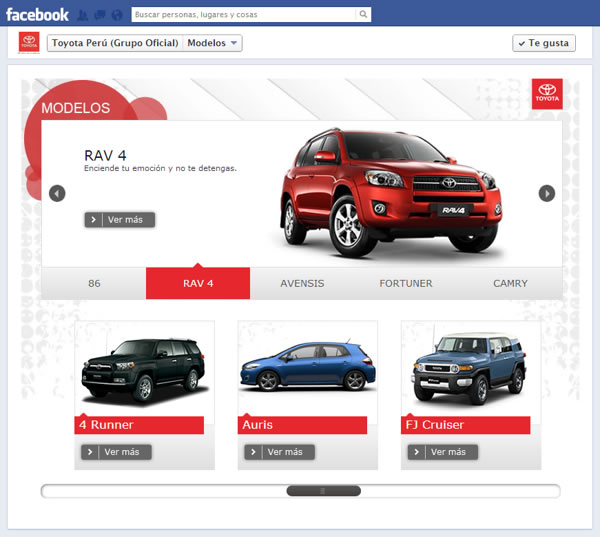 facebook
Buscar personas, lugares y cosas
Toyota Perú (Grupo Oficial) Modelos
Te gusta
TOYOTA
MODELOS
TOYOTA
RAV 4
Enciende tu emoción y no te detengas.
RAV4
Ver más
86 RAV 4 AVENSIS FORTUNER CAMRY
4 Runner Auris FJ Cruiser
Ver más Ver más Ver más